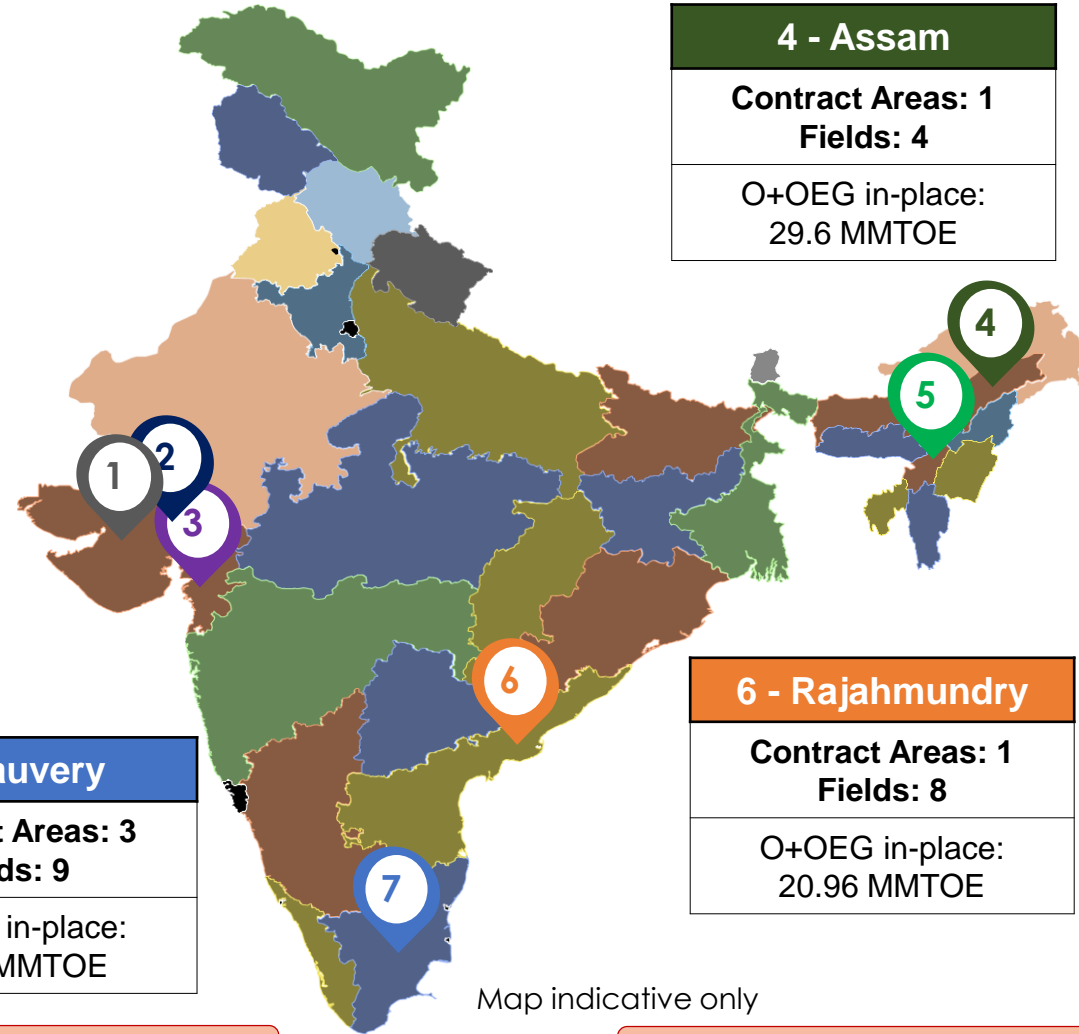 4 - Assam
Contract Areas: 1
Fields: 4
O+OEG in-place:
29.6 MMTOE
4
5
1
2
3
6
6 - Rajahmundry
Contract Areas: 1
Fields: 8
O+OEG in-place:
20.96 MMTOE
auvery
Areas: 3
ds: 9
in-place:
MMTOE
7
Map indicative only